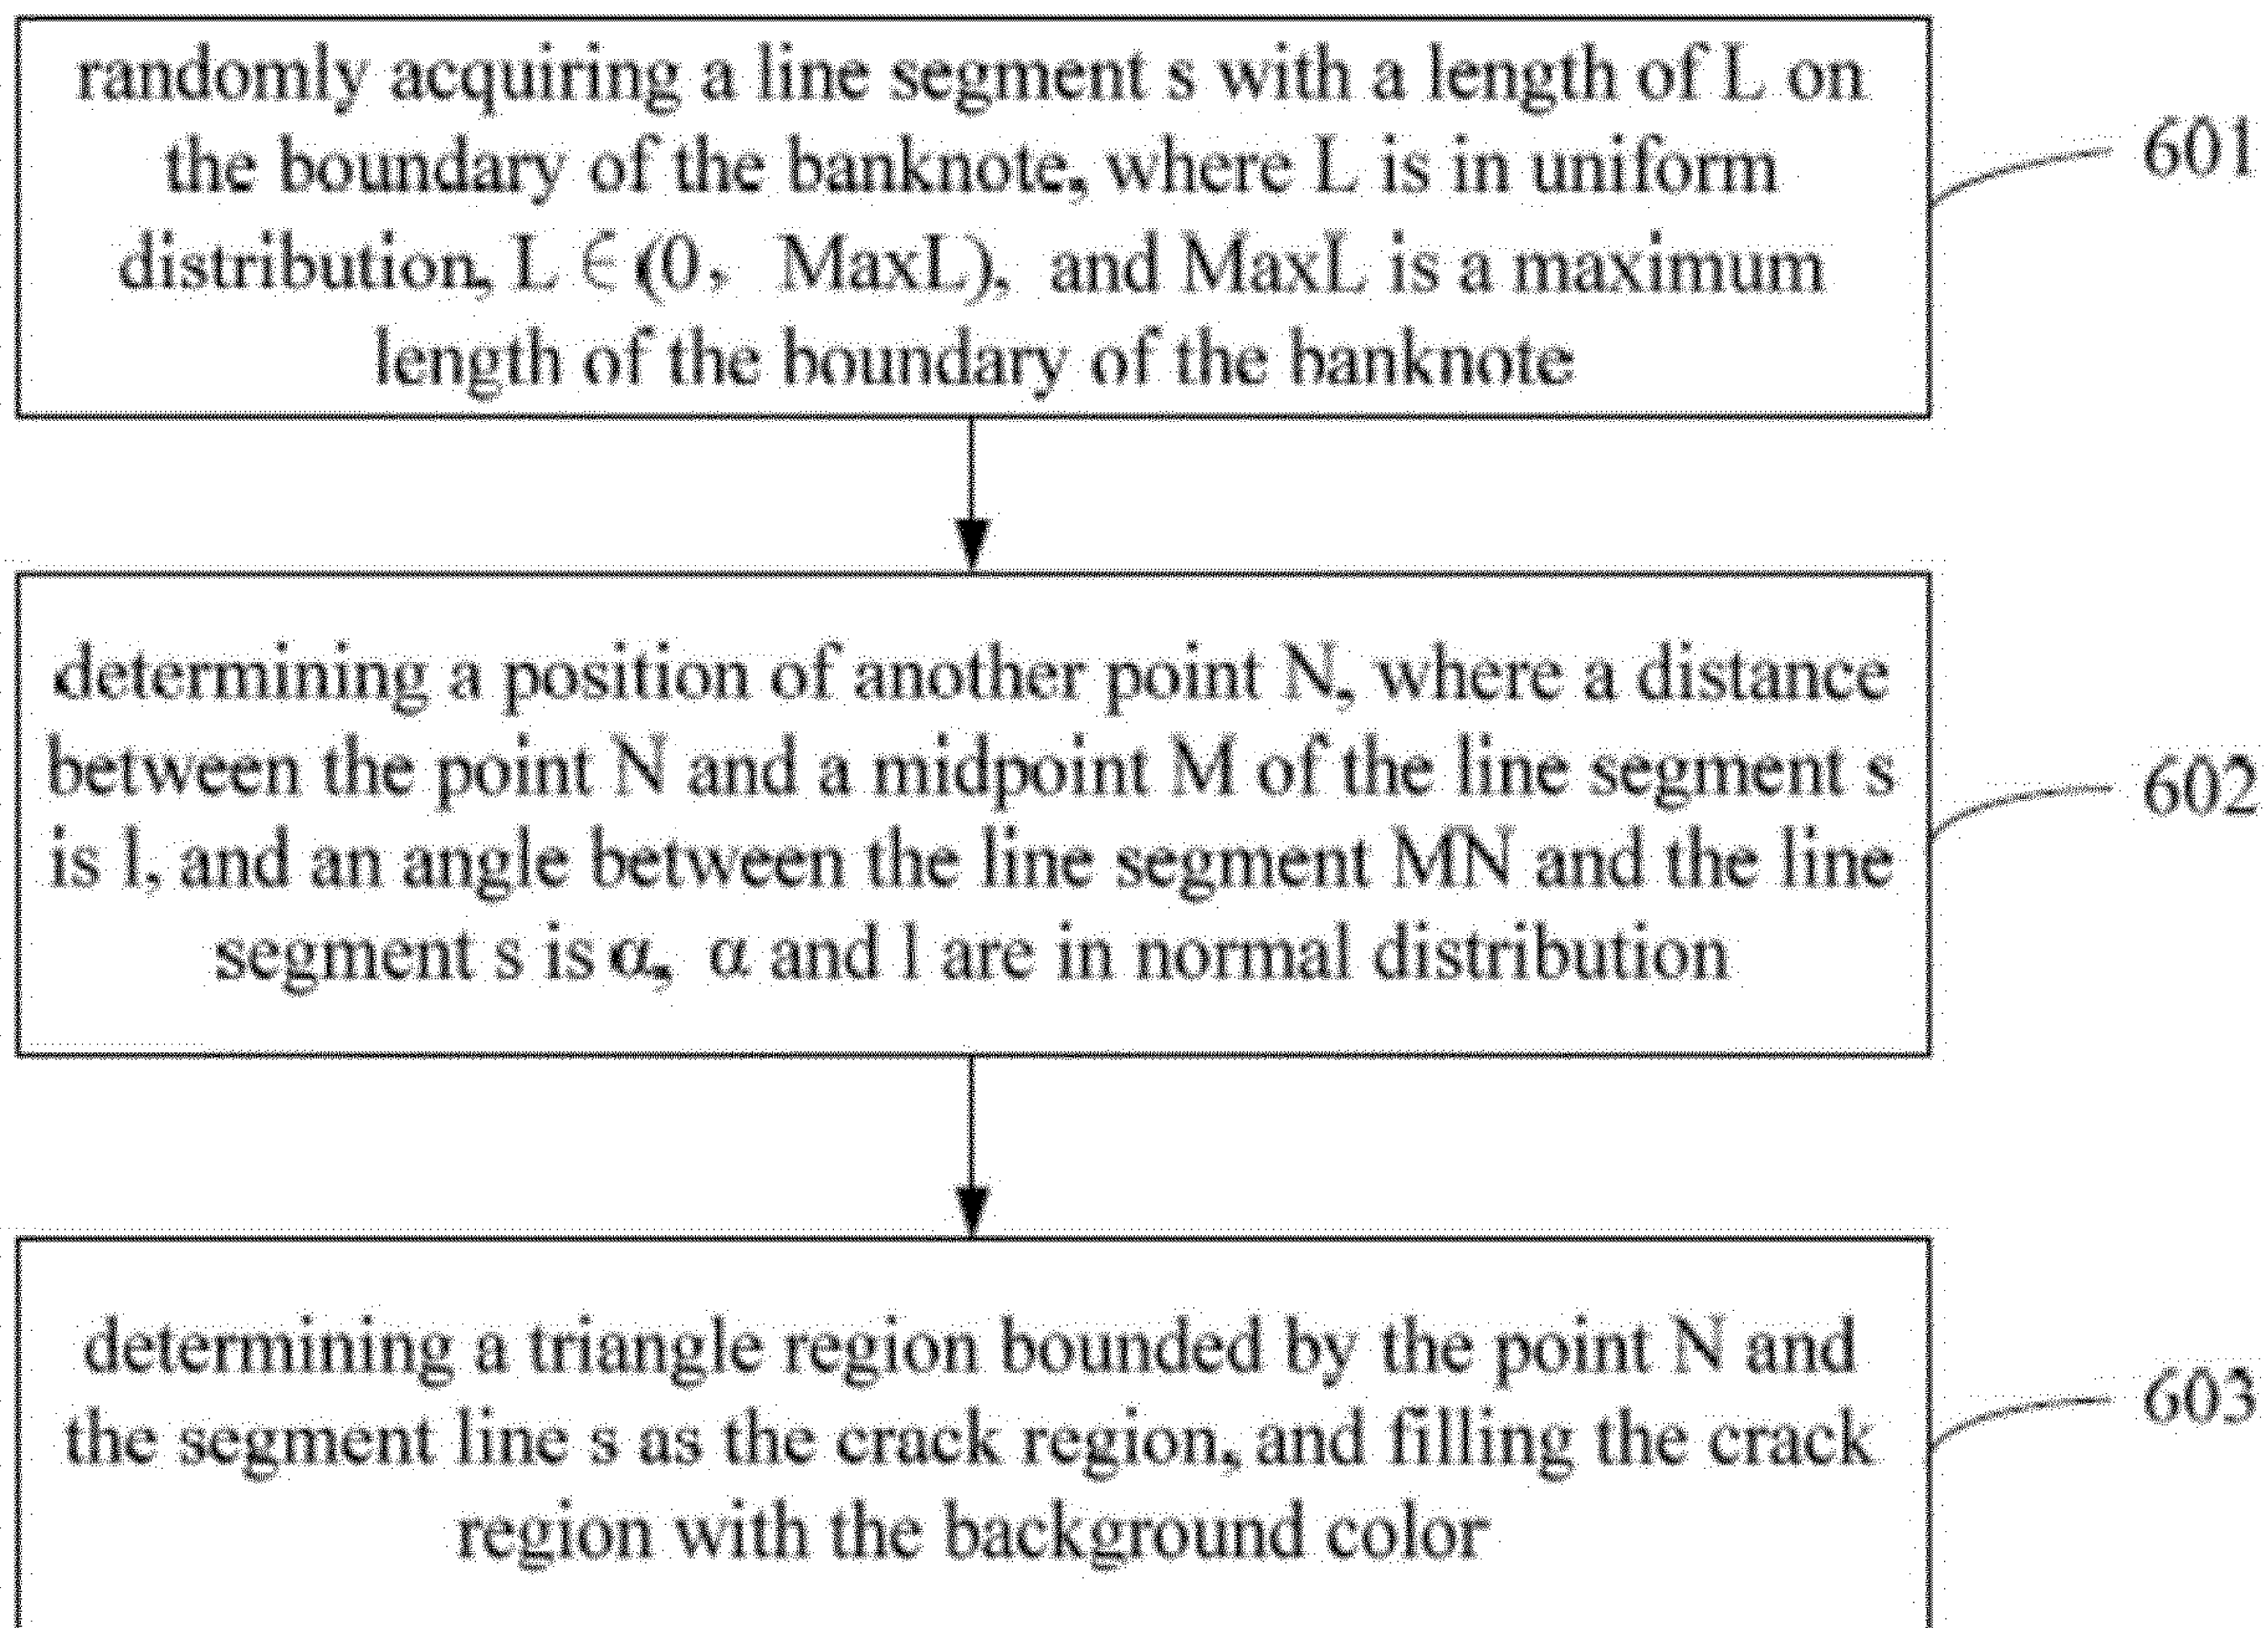 randomly acquiring a line segment s with a length of L on
the boundary of the banknote, where L is in uniform
distribution, L ∈ (0, MaxL), and MaxL is a maximum
length of the boundary of the banknote
601
determining a position of another point N, where a distance
between the point N and a midpoint M of the line segment s
is l, and an angle between the line segment MN and the line
segment s is α, α and l are in normal distribution
602
determining a triangle region bounded by the point N and
the segment line s as the crack region, and filling the crack
region with the background color
603